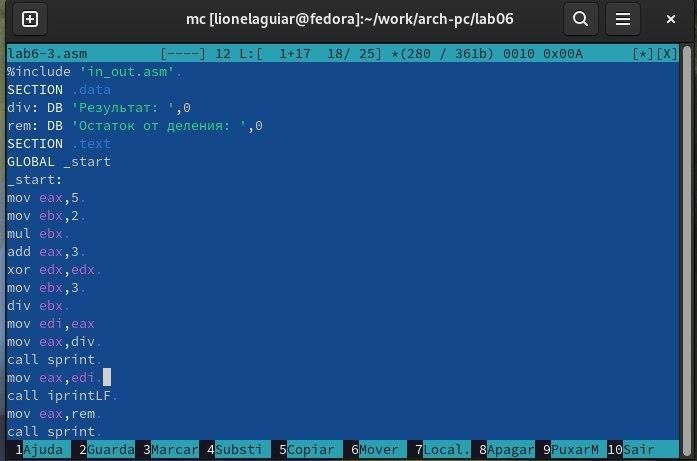 mc [lionelaguiar@fedora]:~/work/arch-pc/lab06
lab6-3.asm [----] 12 L:[ 1+17 18/ 25] *(280 / 361b) 0010 0x00A [*][X]
%include 'in_out.asm'.
SECTION .data
div: DB 'Результат: ',0
rem: DB 'Остаток от деления: ',0
SECTION .text
GLOBAL _start
_start:
mov eax,5.
mov ebx,2.
mul ebx.
add eax,3.
xor edx,edx.
mov ebx,3.
div ebx.
mov edi,eax
mov eax,div.
call sprint.
mov eax,edi.
call iprintLF.
mov eax,rem.
call sprint.
1Ajuda 2Guarda 3Marcar 4Substi 5Copiar 6Mover 7Local. 8Apagar 9PuxarM 10Sair